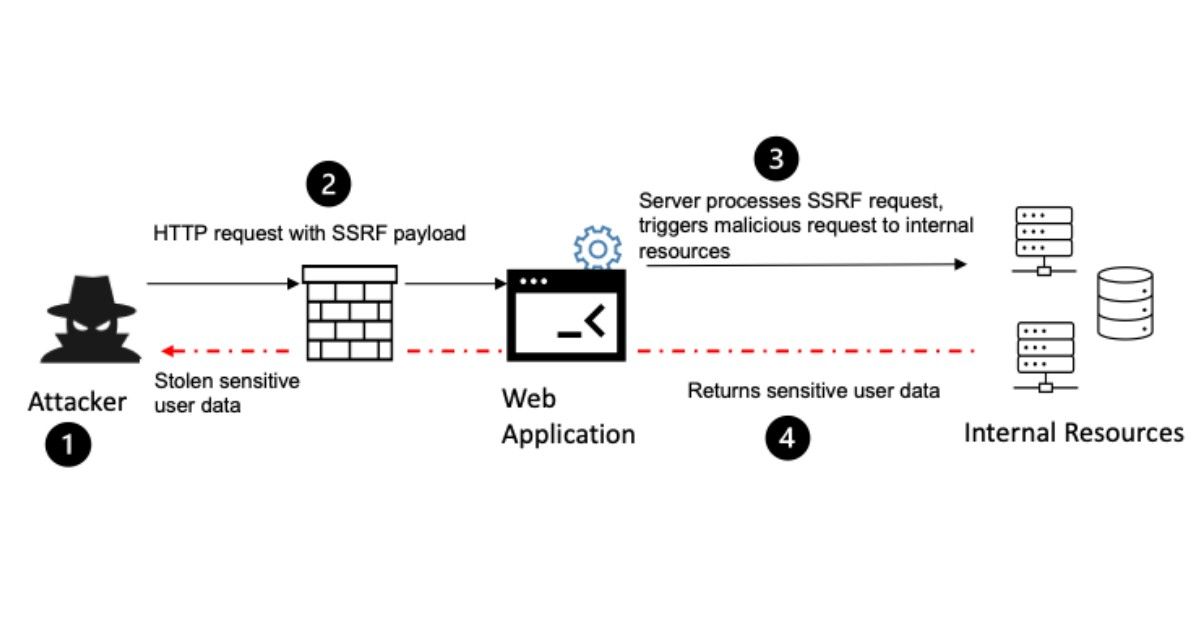 3
2
Server processes SSRF request,
triggers malicious request to internal
resources
HTTP request with SSRF payload
Stolen sensitive
user data
Attacker
1
Web
Application
Returns sensitive user data
4
Internal Resources